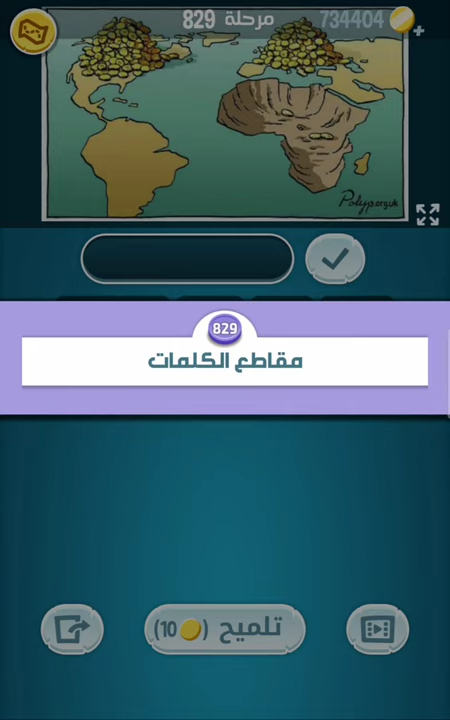 مرحلة 829
734404
+
Polyp.org.uk
829
مقاطع الكلمات
تلميح (10)